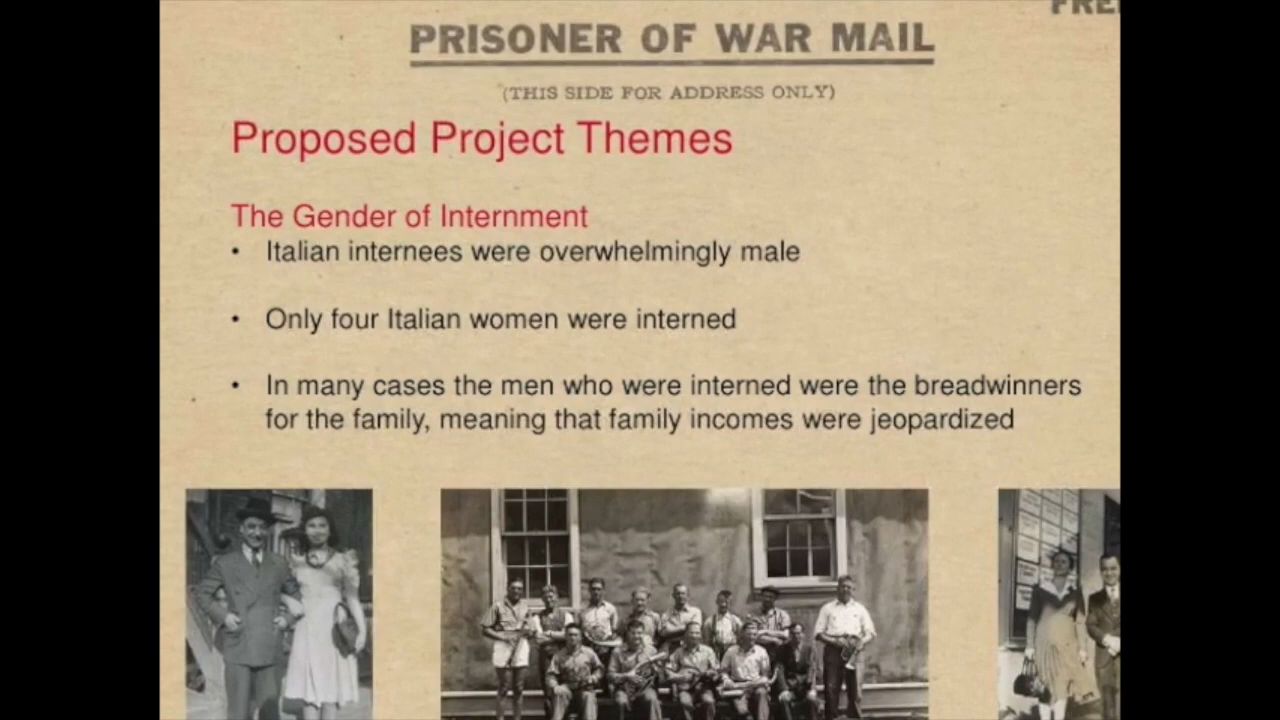 PRISONER OF WAR MAIL
(THIS SIDE FOR ADDRESS ONLY)
Proposed Project Themes
The Gender of Internment
• Italian internees were overwhelmingly male
• Only four Italian women were interned
• In many cases the men who were interned were the breadwinners
for the family, meaning that family incomes were jeopardized